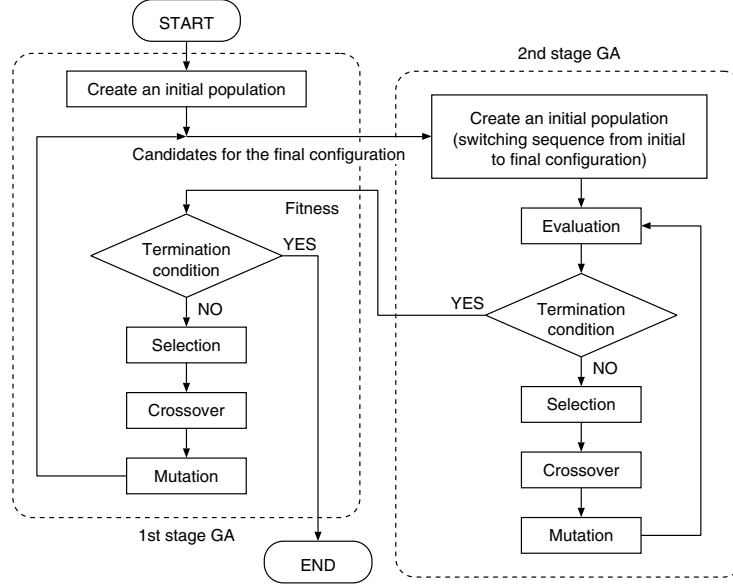 START
Create an initial population
Candidates for the final configuration
Fitness
Termination
condition
YES
NO
Selection
Crossover
Mutation
1st stage GA
END
2nd stage GA
Create an initial population
(switching sequence from initial
to final configuration)
Evaluation
YES
Termination
condition
NO
Selection
Crossover
Mutation